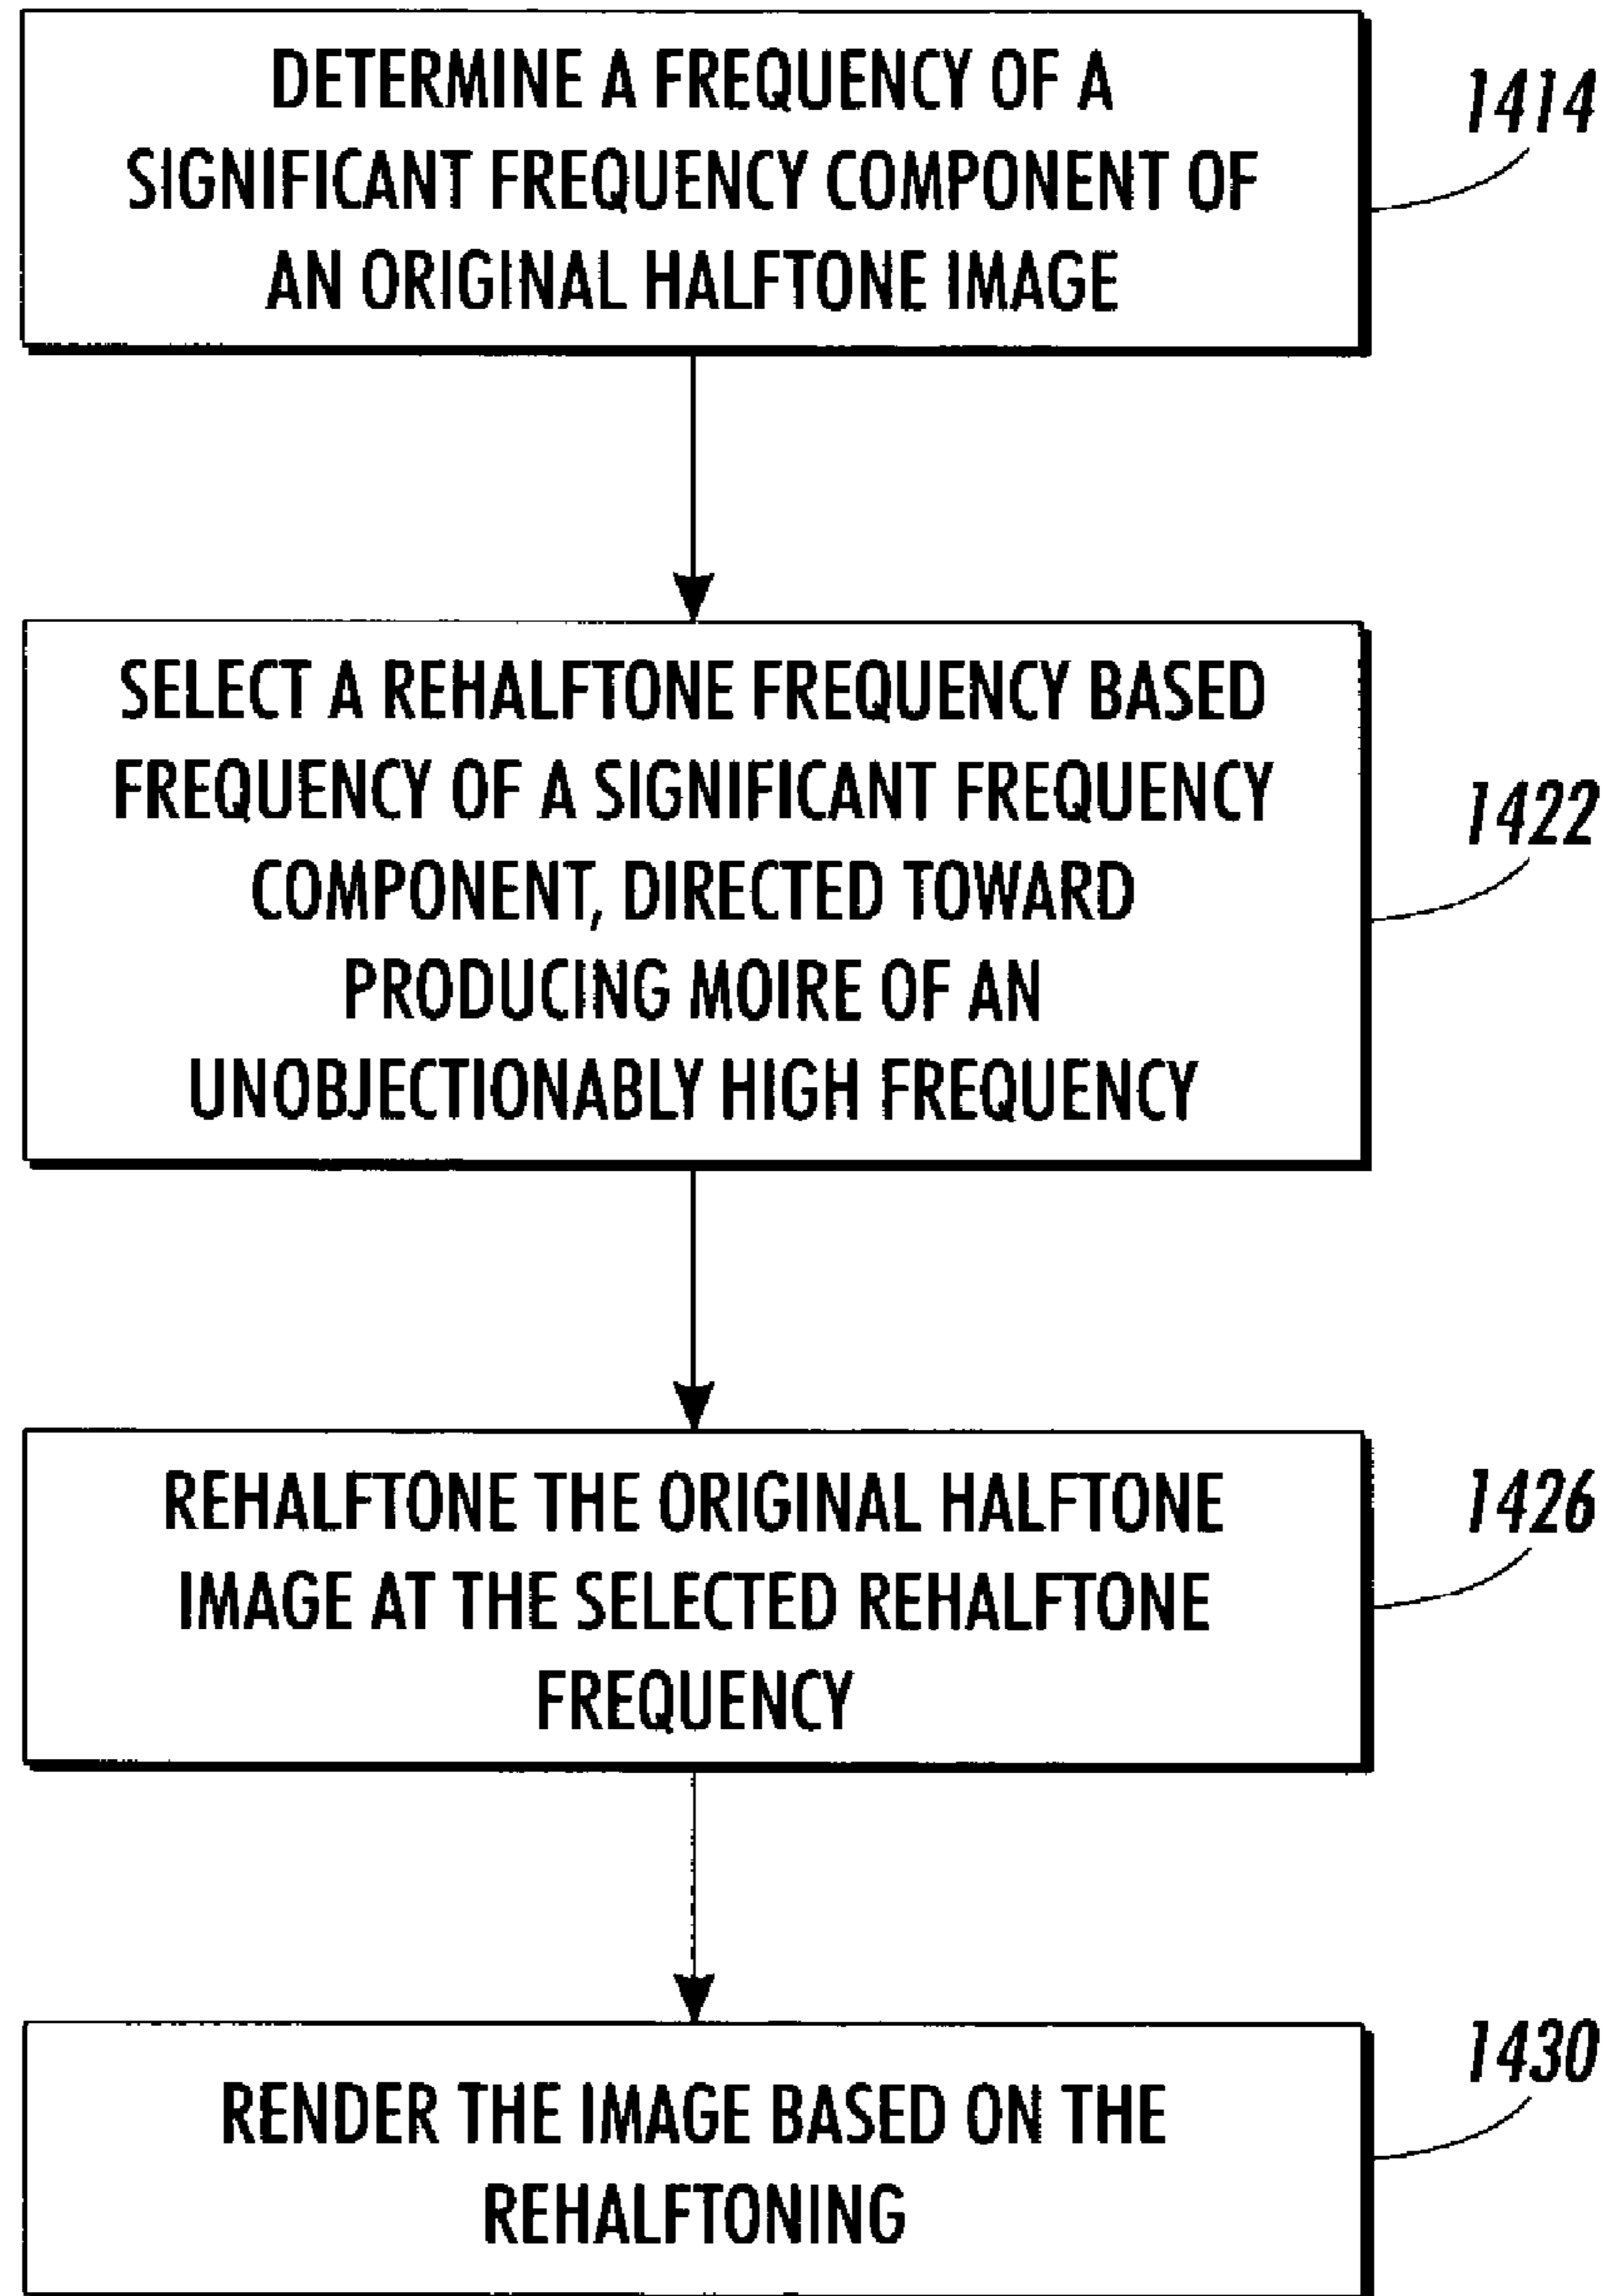 DETERMINE A FREQUENCY OF A
SIGNIFICANT FREQUENCY COMPONENT OF
AN ORIGINAL HALFTONE IMAGE
1414
SELECT A REHALFTONE FREQUENCY BASED
FREQUENCY OF A SIGNIFICANT FREQUENCY
COMPONENT, DIRECTED TOWARD
PRODUCING MOIRE OF AN
UNOBJECTIONABLY HIGH FREQUENCY
1422
REHALFTONE THE ORIGINAL HALFTONE
IMAGE AT THE SELECTED REHALFTONE
FREQUENCY
1426
RENDER THE IMAGE BASED ON THE
REHALFTONING
1430